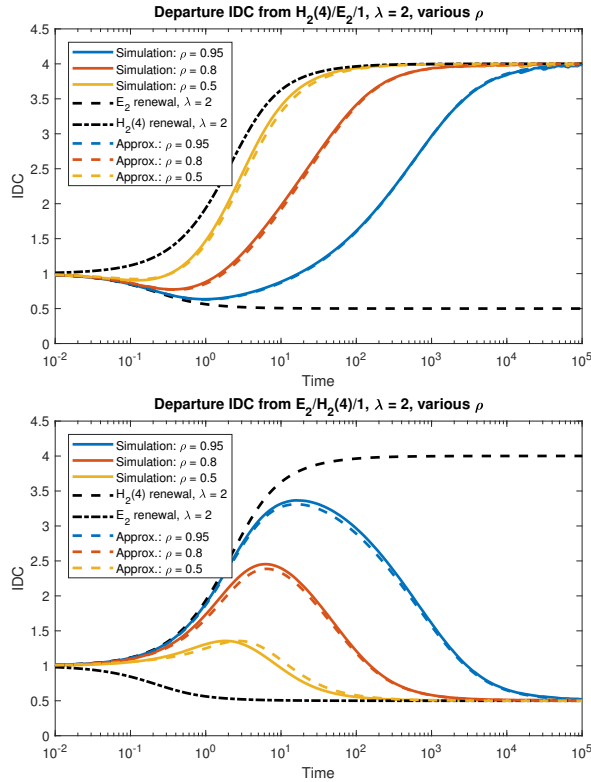 Departure IDC from H₂(4)/E₂/1, λ = 2, various ρ
4.5
4
3.5
3
2.5
2
1.5
1
0.5
0
IDC
Simulation: ρ = 0.95
Simulation: ρ = 0.8
Simulation: ρ = 0.5
E₂ renewal, λ = 2
H₂(4) renewal, λ = 2
Approx.: ρ = 0.95
Approx.: ρ = 0.8
Approx.: ρ = 0.5
10⁻² 10⁻¹ 10⁰ 10¹ 10² 10³ 10⁴ 10⁵
Time
Departure IDC from E₂/H₂(4)/1, λ = 2, various ρ
4.5
4
3.5
3
2.5
2
1.5
1
0.5
0
IDC
Simulation: ρ = 0.95
Simulation: ρ = 0.8
Simulation: ρ = 0.5
H₂(4) renewal, λ = 2
E₂ renewal, λ = 2
Approx.: ρ = 0.95
Approx.: ρ = 0.8
Approx.: ρ = 0.5
10⁻² 10⁻¹ 10⁰ 10¹ 10² 10³ 10⁴ 10⁵
Time